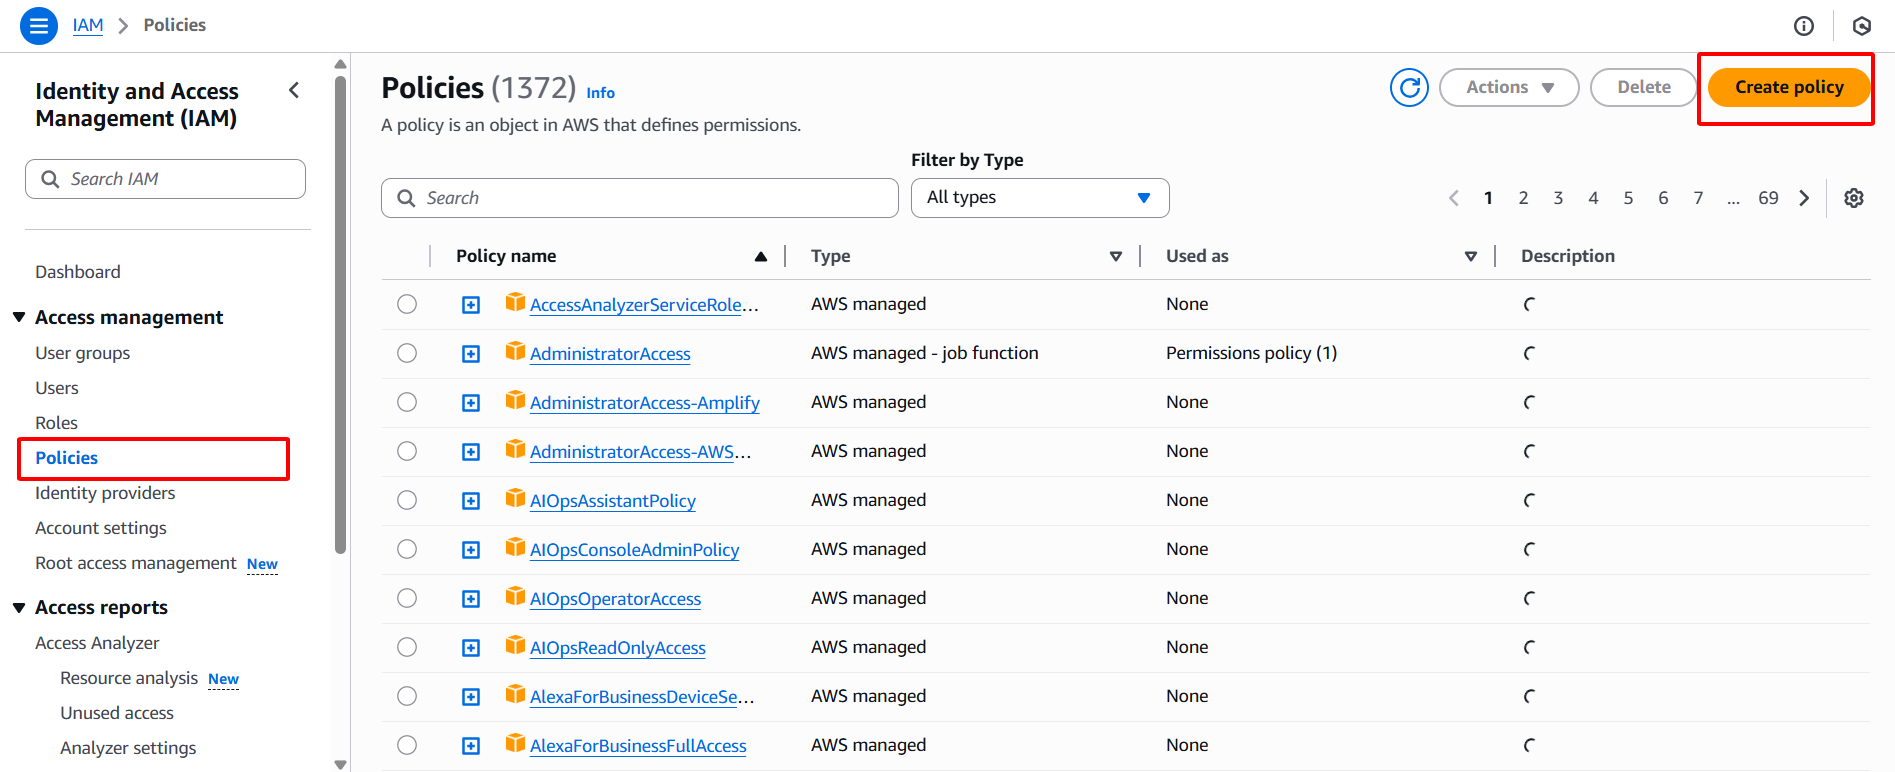 IAM > Policies
Identity and Access
Management (IAM)
Search IAM
Dashboard
Access management
User groups
Users
Roles
Policies
Identity providers
Account settings
Root access management New
Access reports
Access Analyzer
Resource analysis New
Unused access
Analyzer settings
Policies (1372) Info
Actions
Delete
Create policy
A policy is an object in AWS that defines permissions.
Filter by Type
Search
All types
1 2 3 4 5 6 7 ... 69
Policy name Type Used as Description
AccessAnalyzerServiceRole... AWS managed None
AdministratorAccess AWS managed - job function Permissions policy (1)
AdministratorAccess-Amplify AWS managed None
AdministratorAccess-AWS... AWS managed None
AIOpsAssistantPolicy AWS managed None
AIOpsConsoleAdminPolicy AWS managed None
AIOpsOperatorAccess AWS managed None
AIOpsReadOnlyAccess AWS managed None
AlexaForBusinessDeviceSe... AWS managed None
AlexaForBusinessFullAccess AWS managed None